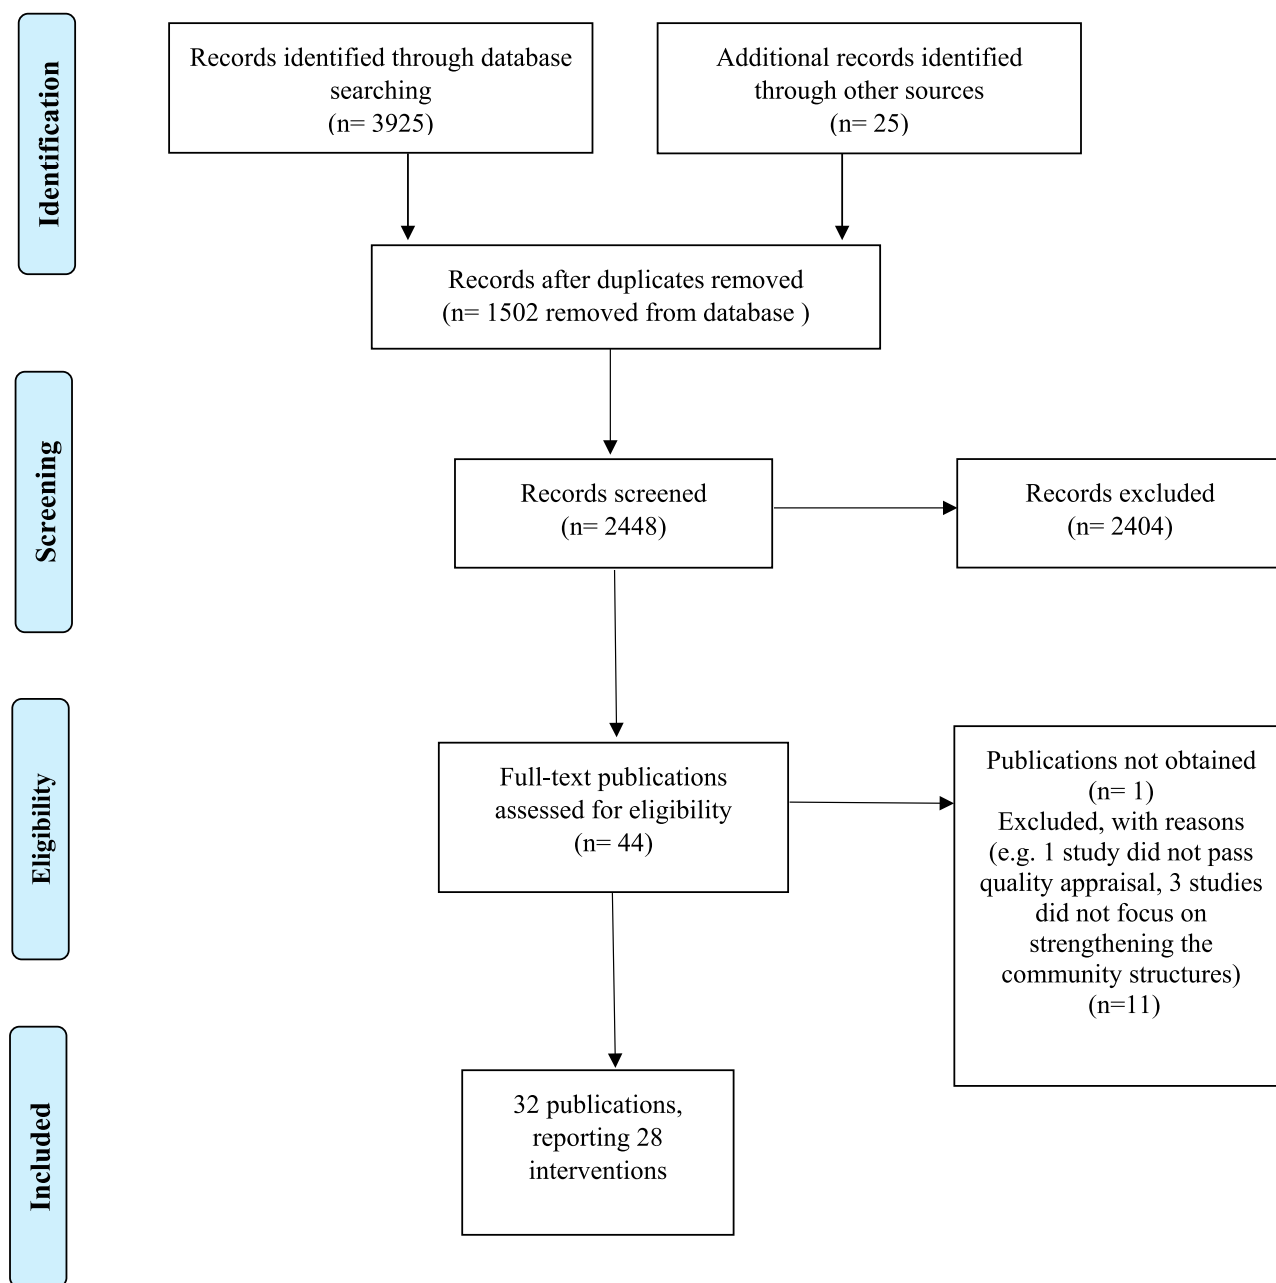 Identification
Records identified through database
searching
(n= 3925)
Additional records identified
through other sources
(n= 25)
Records after duplicates removed
(n= 1502 removed from database )
Screening
Records screened
(n= 2448)
Records excluded
(n= 2404)
Eligibility
Full-text publications
assessed for eligibility
(n= 44)
Publications not obtained
(n= 1)
Excluded, with reasons
(e.g. 1 study did not pass
quality appraisal, 3 studies
did not focus on
strengthening the
community structures)
(n=11)
Included
32 publications,
reporting 28
interventions